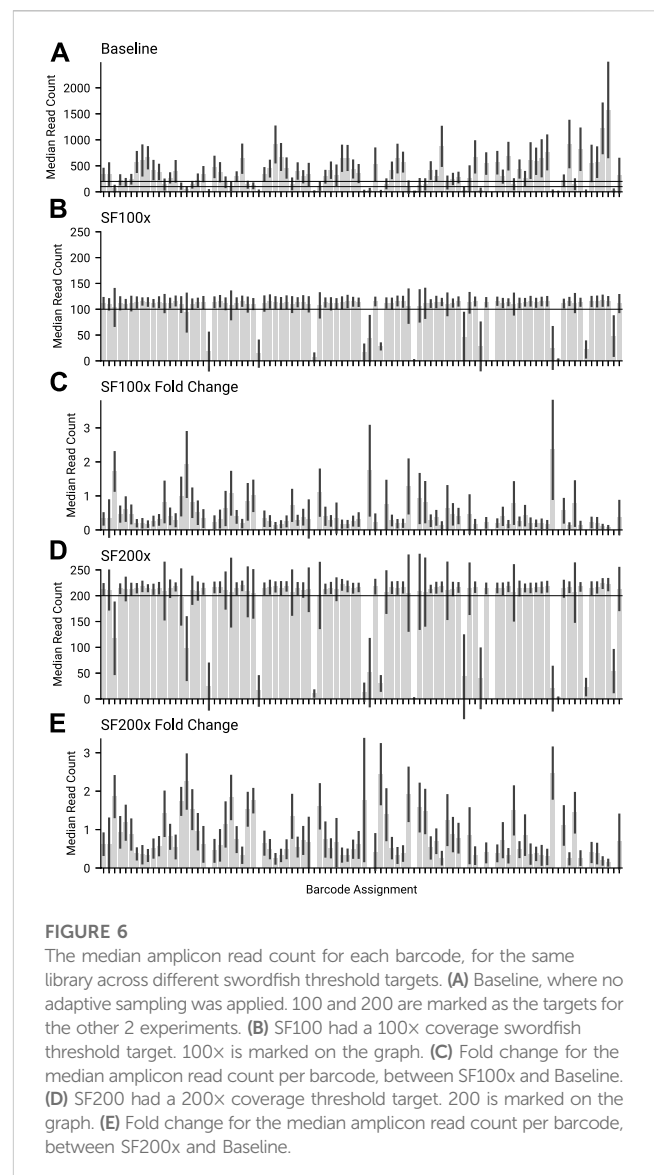 A
Baseline
Median Read Count
2000
1500
1000
500
0
B
SF100x
Median Read Count
250
200
150
100
50
0
C
SF100x Fold Change
Median Read Count
3
2
1
0
D
SF200x
Median Read Count
250
200
150
100
50
0
E
SF200x Fold Change
Median Read Count
3
2
1
0
Barcode Assignment
FIGURE 6
The median amplicon read count for each barcode, for the same
library across different swordfish threshold targets. (A) Baseline, where no
adaptive sampling was applied. 100 and 200 are marked as the targets for
the other 2 experiments. (B) SF100 had a 100× coverage swordfish
threshold target. 100× is marked on the graph. (C) Fold change for the
median amplicon read count per barcode, between SF100x and Baseline.
(D) SF200 had a 200× coverage threshold target. 200 is marked on the
graph. (E) Fold change for the median amplicon read count per barcode,
between SF200x and Baseline.